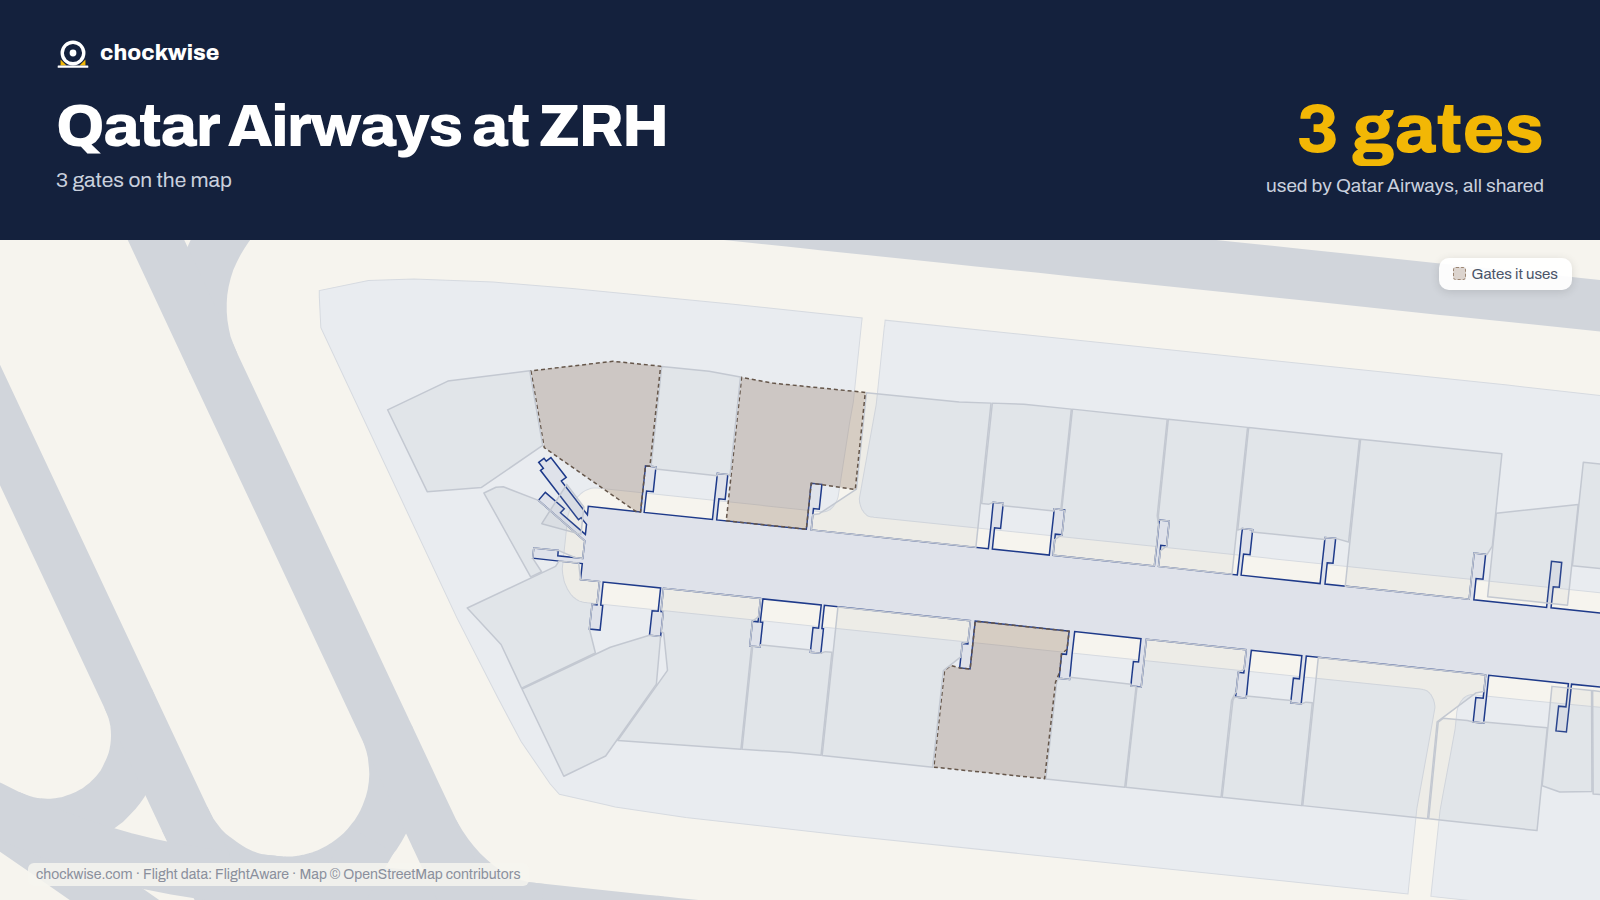 chockwise
Qatar Airways at ZRH
3 gates on the map
3 gates
used by Qatar Airways, all shared
Gates it uses
chockwise.com · Flight data: FlightAware · Map © OpenStreetMap contributors